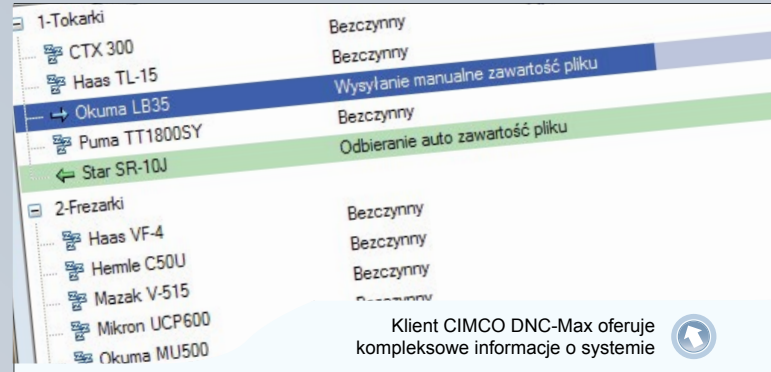 1-Tokarki
CTX 300 Bezczynny
Haas TL-15 Bezczynny
Okuma LB35 Wysyłanie manualne zawartość pliku
Puma TT1800SY Bezczynny
Star SR-10J Odbieranie auto zawartość pliku
2-Frezarki
Haas VF-4 Bezczynny
Hemle C50U Bezczynny
Mazak V-515 Bezczynny
Mikron UCP600 Bezczynny
Okuma MU500
Klient CIMCO DNC-Max oferuje
kompleksowe informacje o systemie